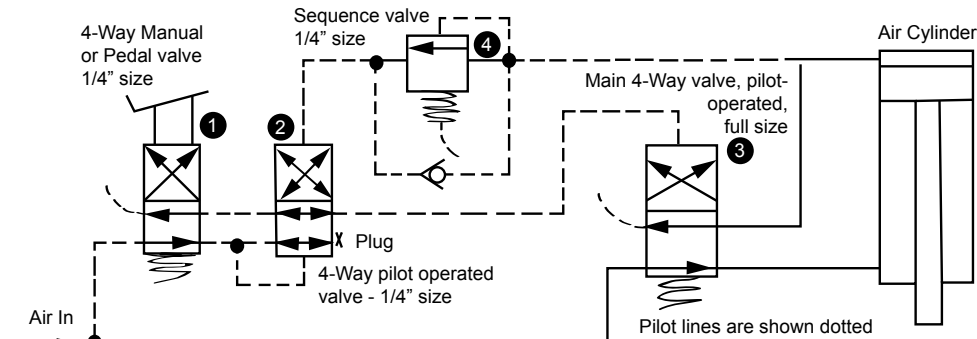 4-Way Manual
or Pedal valve
1/4” size
1
2
Sequence valve
1/4” size
4
Air Cylinder
Main 4-Way valve, pilot-
operated,
full size
3
X Plug
4-Way pilot operated
valve - 1/4” size
Air In
Pilot lines are shown dotted